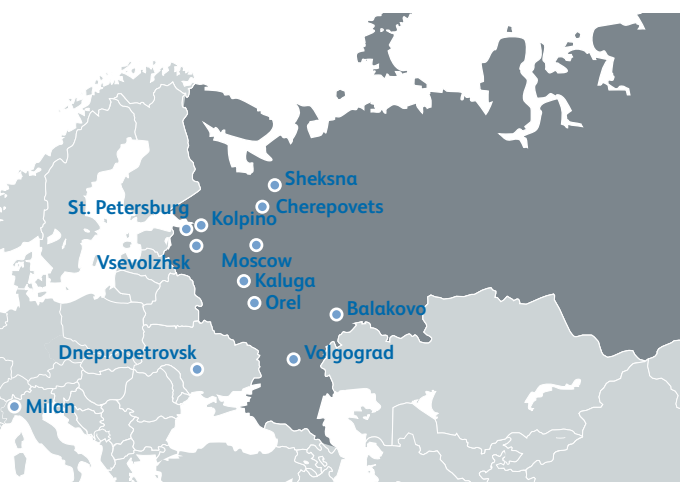 Sheksna
Cherepovets
St. Petersburg
Kolpino
Vsevolzhsk
Moscow
Kaluga
Orel
Balakovo
Dnepropetrovsk
Volgograd
Milan